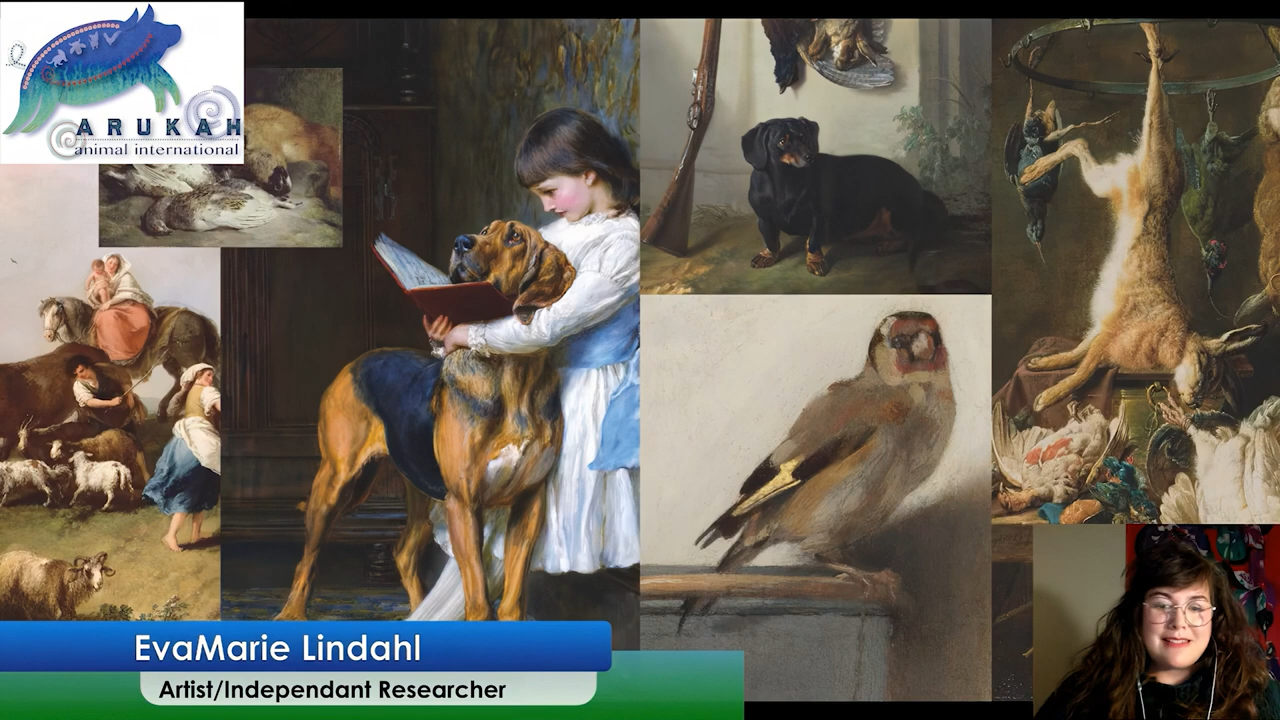 ARUKAH
animal international
EvaMarie Lindahl
Artist/Independant Researcher